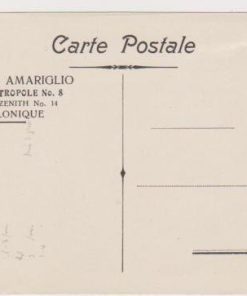 Carte Postale
AMARIGLIO
TROPOLE No. 8
ZENITH No. 14
LONIQUE